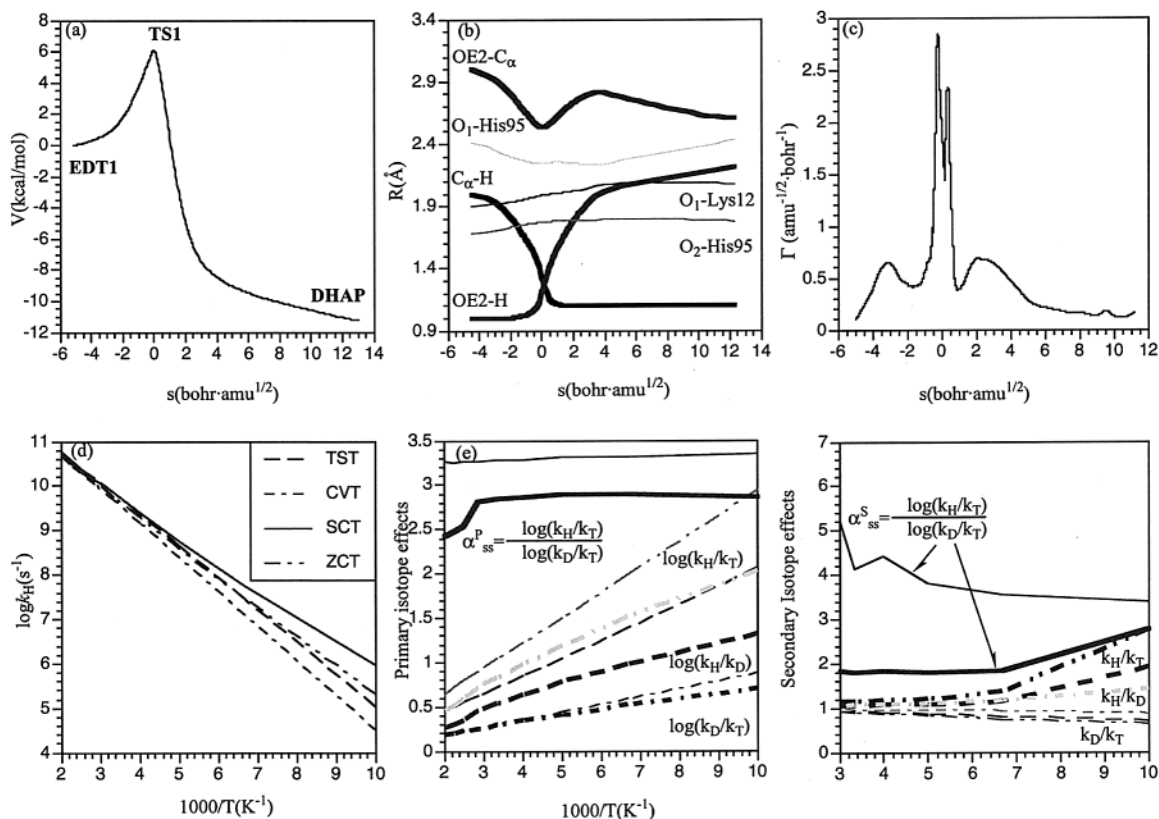 (a)
TS1
EDT1
DHAP
V(kcal/mol)
6
4
2
0
-2
-4
-6
-8
-10
-12
-6 -4 -2 0 2 4 6 8 10 12 14
s(bohr·amu^1/2)
(b)
OE2-Cα
O1-His95
Cα-H
O1-Lys12
O2-His95
OE2-H
R(Å)
2.9
2.4
1.9
1.4
0.9
-6 -4 -2 0 2 4 6 8 10 12 14
s(bohr·amu^1/2)
(c)
Γ (amu^-1/2·bohr^-1)
3
2.5
2
1.5
1
0.5
0
-6 -4 -2 0 2 4 6 8 10 12
s(bohr·amu^1/2)
(d)
TST
CVT
SCT
ZCT
logkH(s^-1)
11
10
9
8
7
6
5
4
2 3 4 5 6 7 8 9 10
1000/T(K^-1)
(e)
α^P_ss = log(kH/kT)
log(kD/kT)
log(kH/kT)
log(kH/kD)
log(kD/kT)
Primary isotope effects
3.5
3
2.5
2
1.5
1
0.5
0
2 3 4 5 6 7 8 9 10
1000/T(K^-1)
α^S_ss = log(kH/kT)
log(kD/kT)
kH/kT
kH/kD
kD/kT
Secondary Isotope effects
7
6
5
4
3
2
1
0
3 4 5 6 7 8 9 10